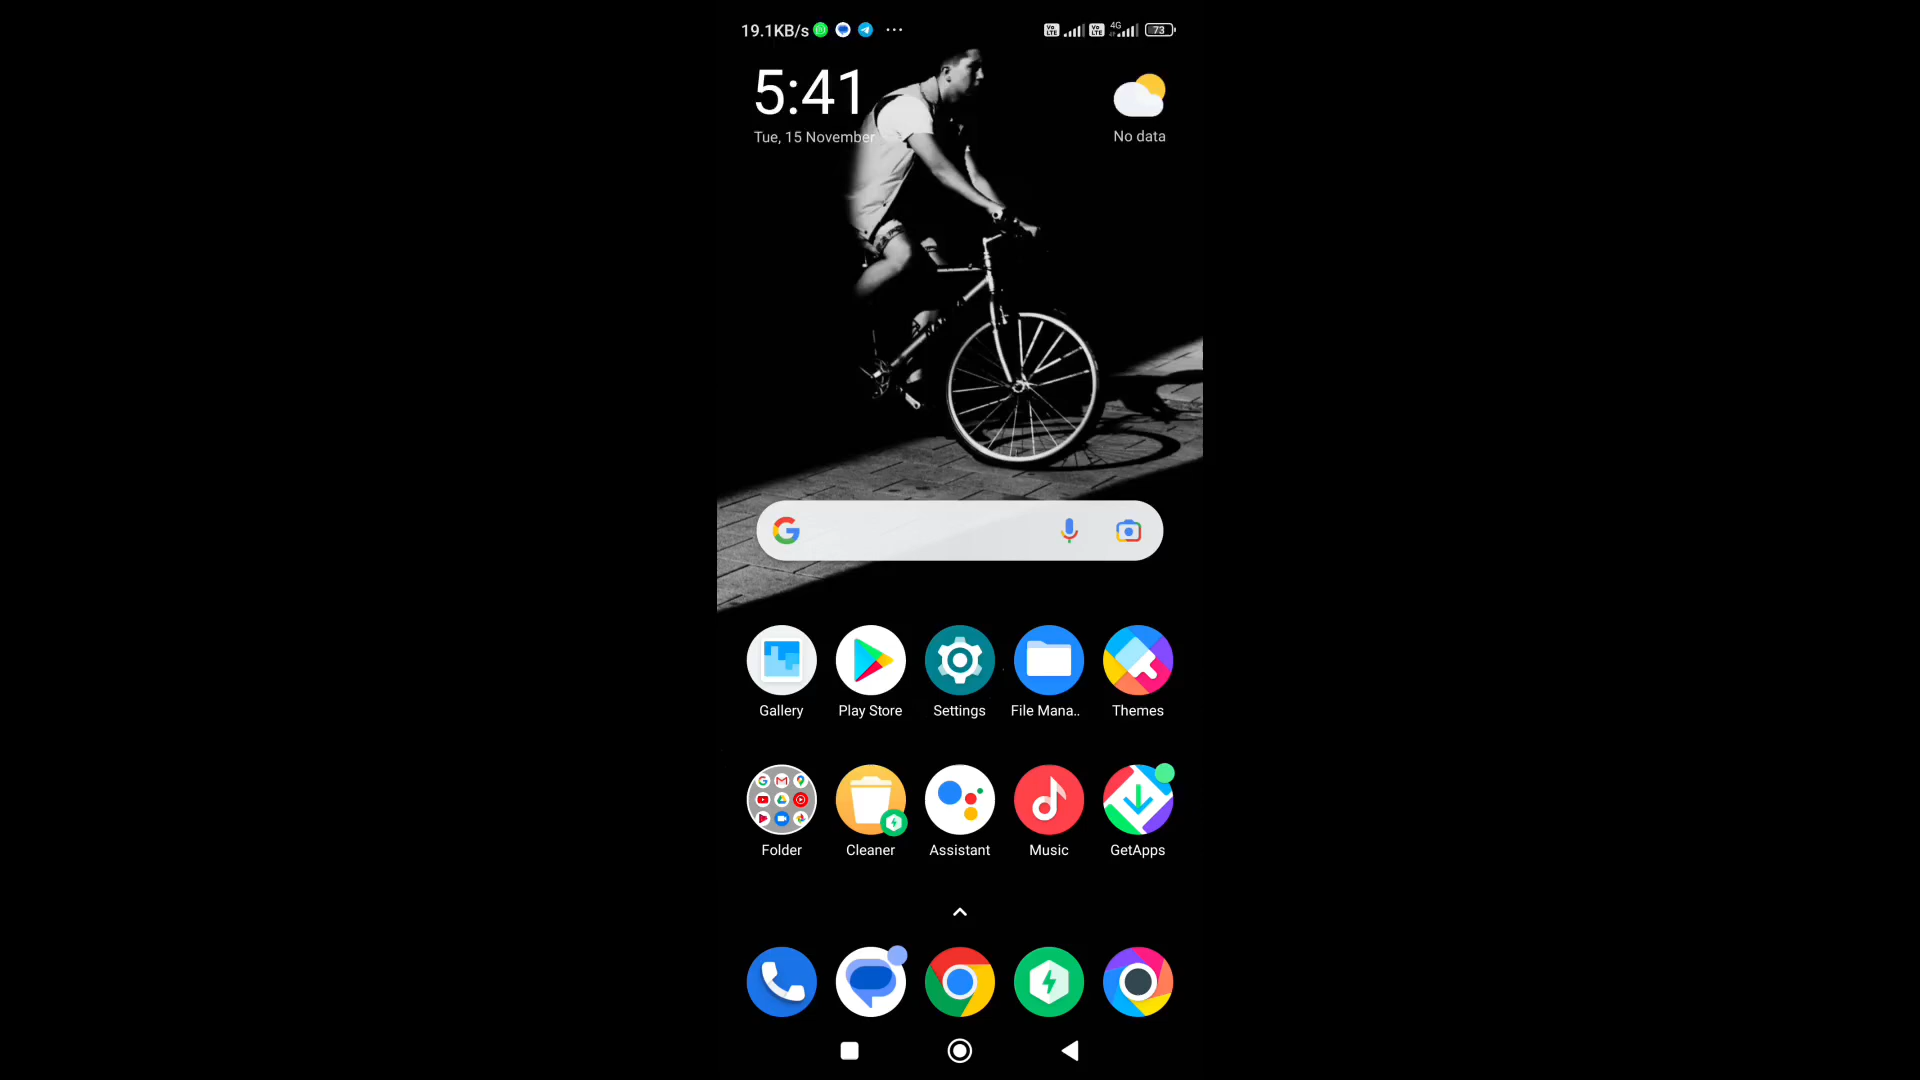 19.1KB/s ... 4G 73
5:41
Tue, 15 November
No data
Gallery Play Store Settings File Mana.. Themes
Folder Cleaner Assistant Music GetApps